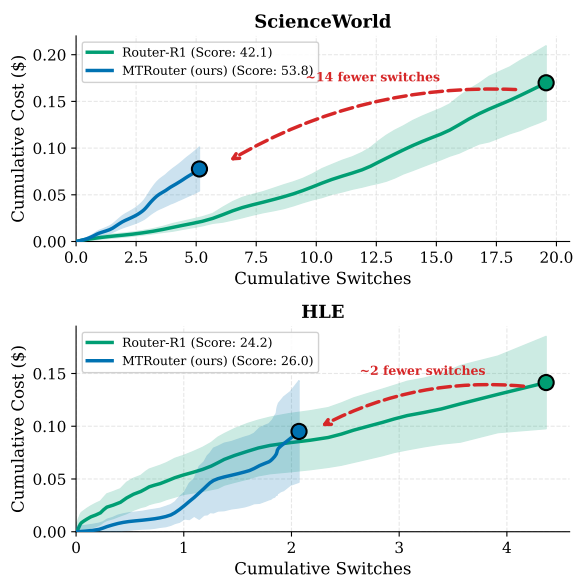 ScienceWorld
Router-R1 (Score: 42.1)
MTRouter (ours) (Score: 53.8)
~14 fewer switches
Cumulative Cost ($)
0.20
0.15
0.10
0.05
0.00
0.0 2.5 5.0 7.5 10.0 12.5 15.0 17.5 20.0
Cumulative Switches
HLE
Router-R1 (Score: 24.2)
MTRouter (ours) (Score: 26.0)
~2 fewer switches
Cumulative Cost ($)
0.15
0.10
0.05
0.00
0 1 2 3 4
Cumulative Switches